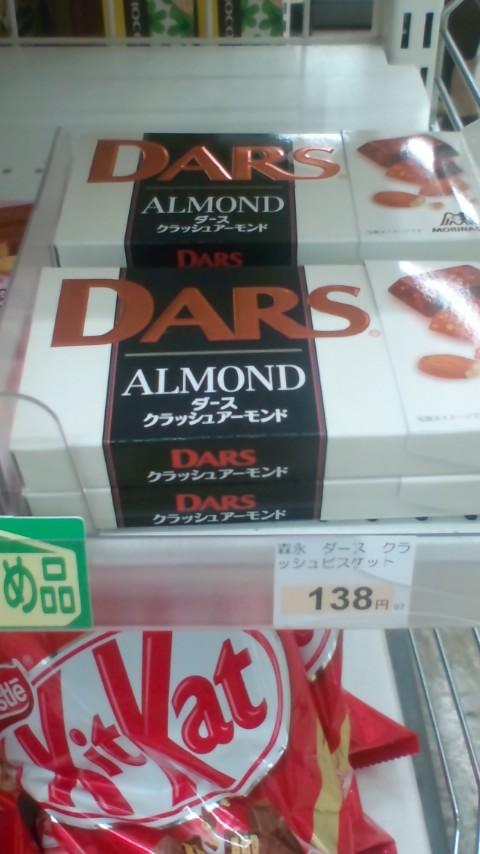 DARS
ALMOND
ダース
クラッシュアーモンド
MORINAGA
DARS
DARS
ALMOND
ダース
クラッシュアーモンド
DARS
クラッシュアーモンド
DARS
クラッシュアーモンド
め品
森永 ダース クラ
ッシュビスケット
138円
Nestlé
KitKat